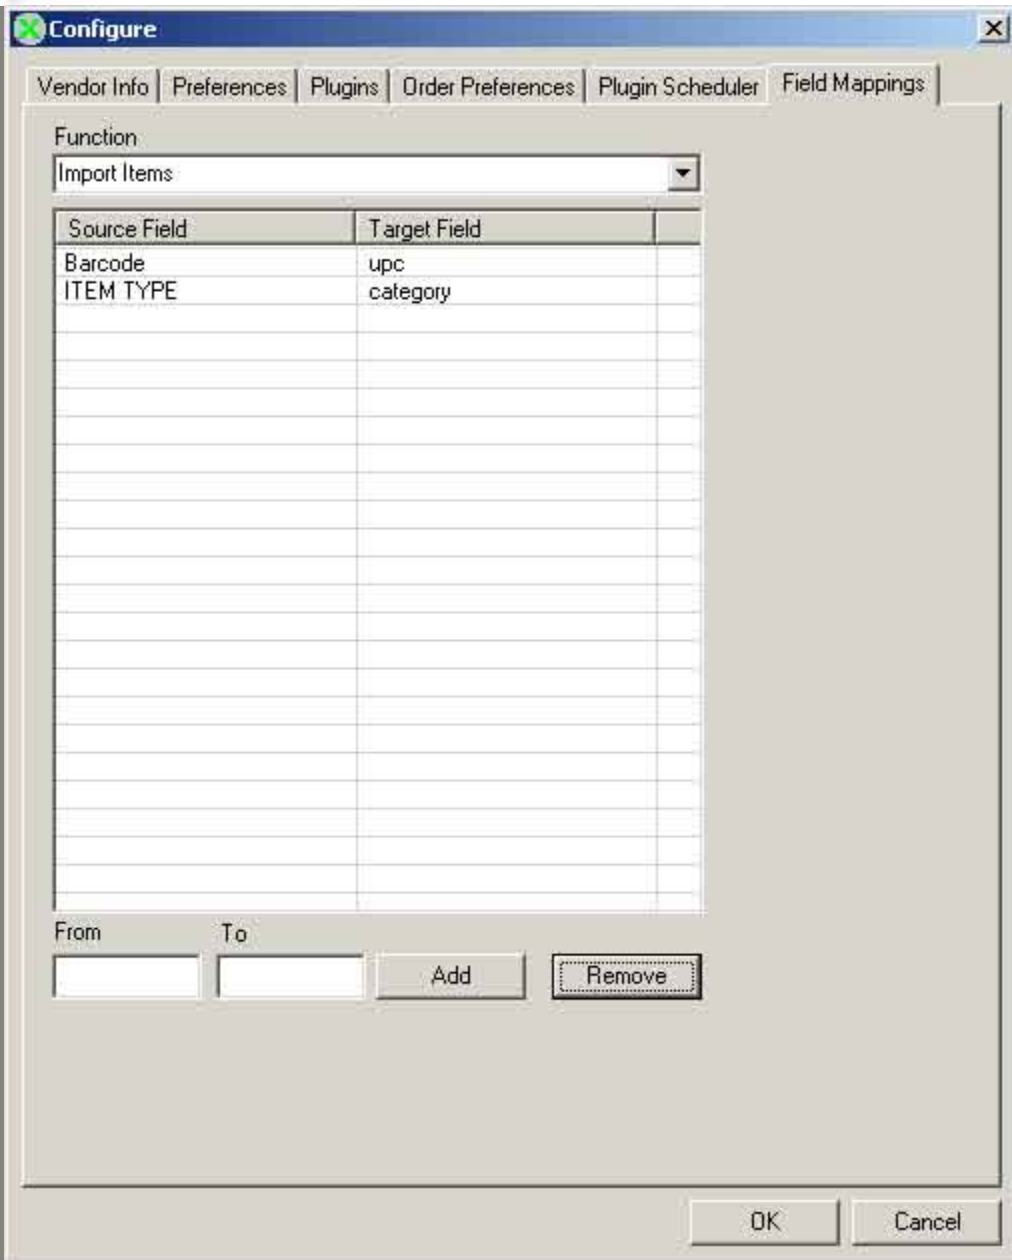 Configure
Vendor Info Preferences Plugins Order Preferences Plugin Scheduler Field Mappings
Function
Import Items
Source Field Target Field
Barcode upc
ITEM TYPE category
From To
Add Remove
OK Cancel